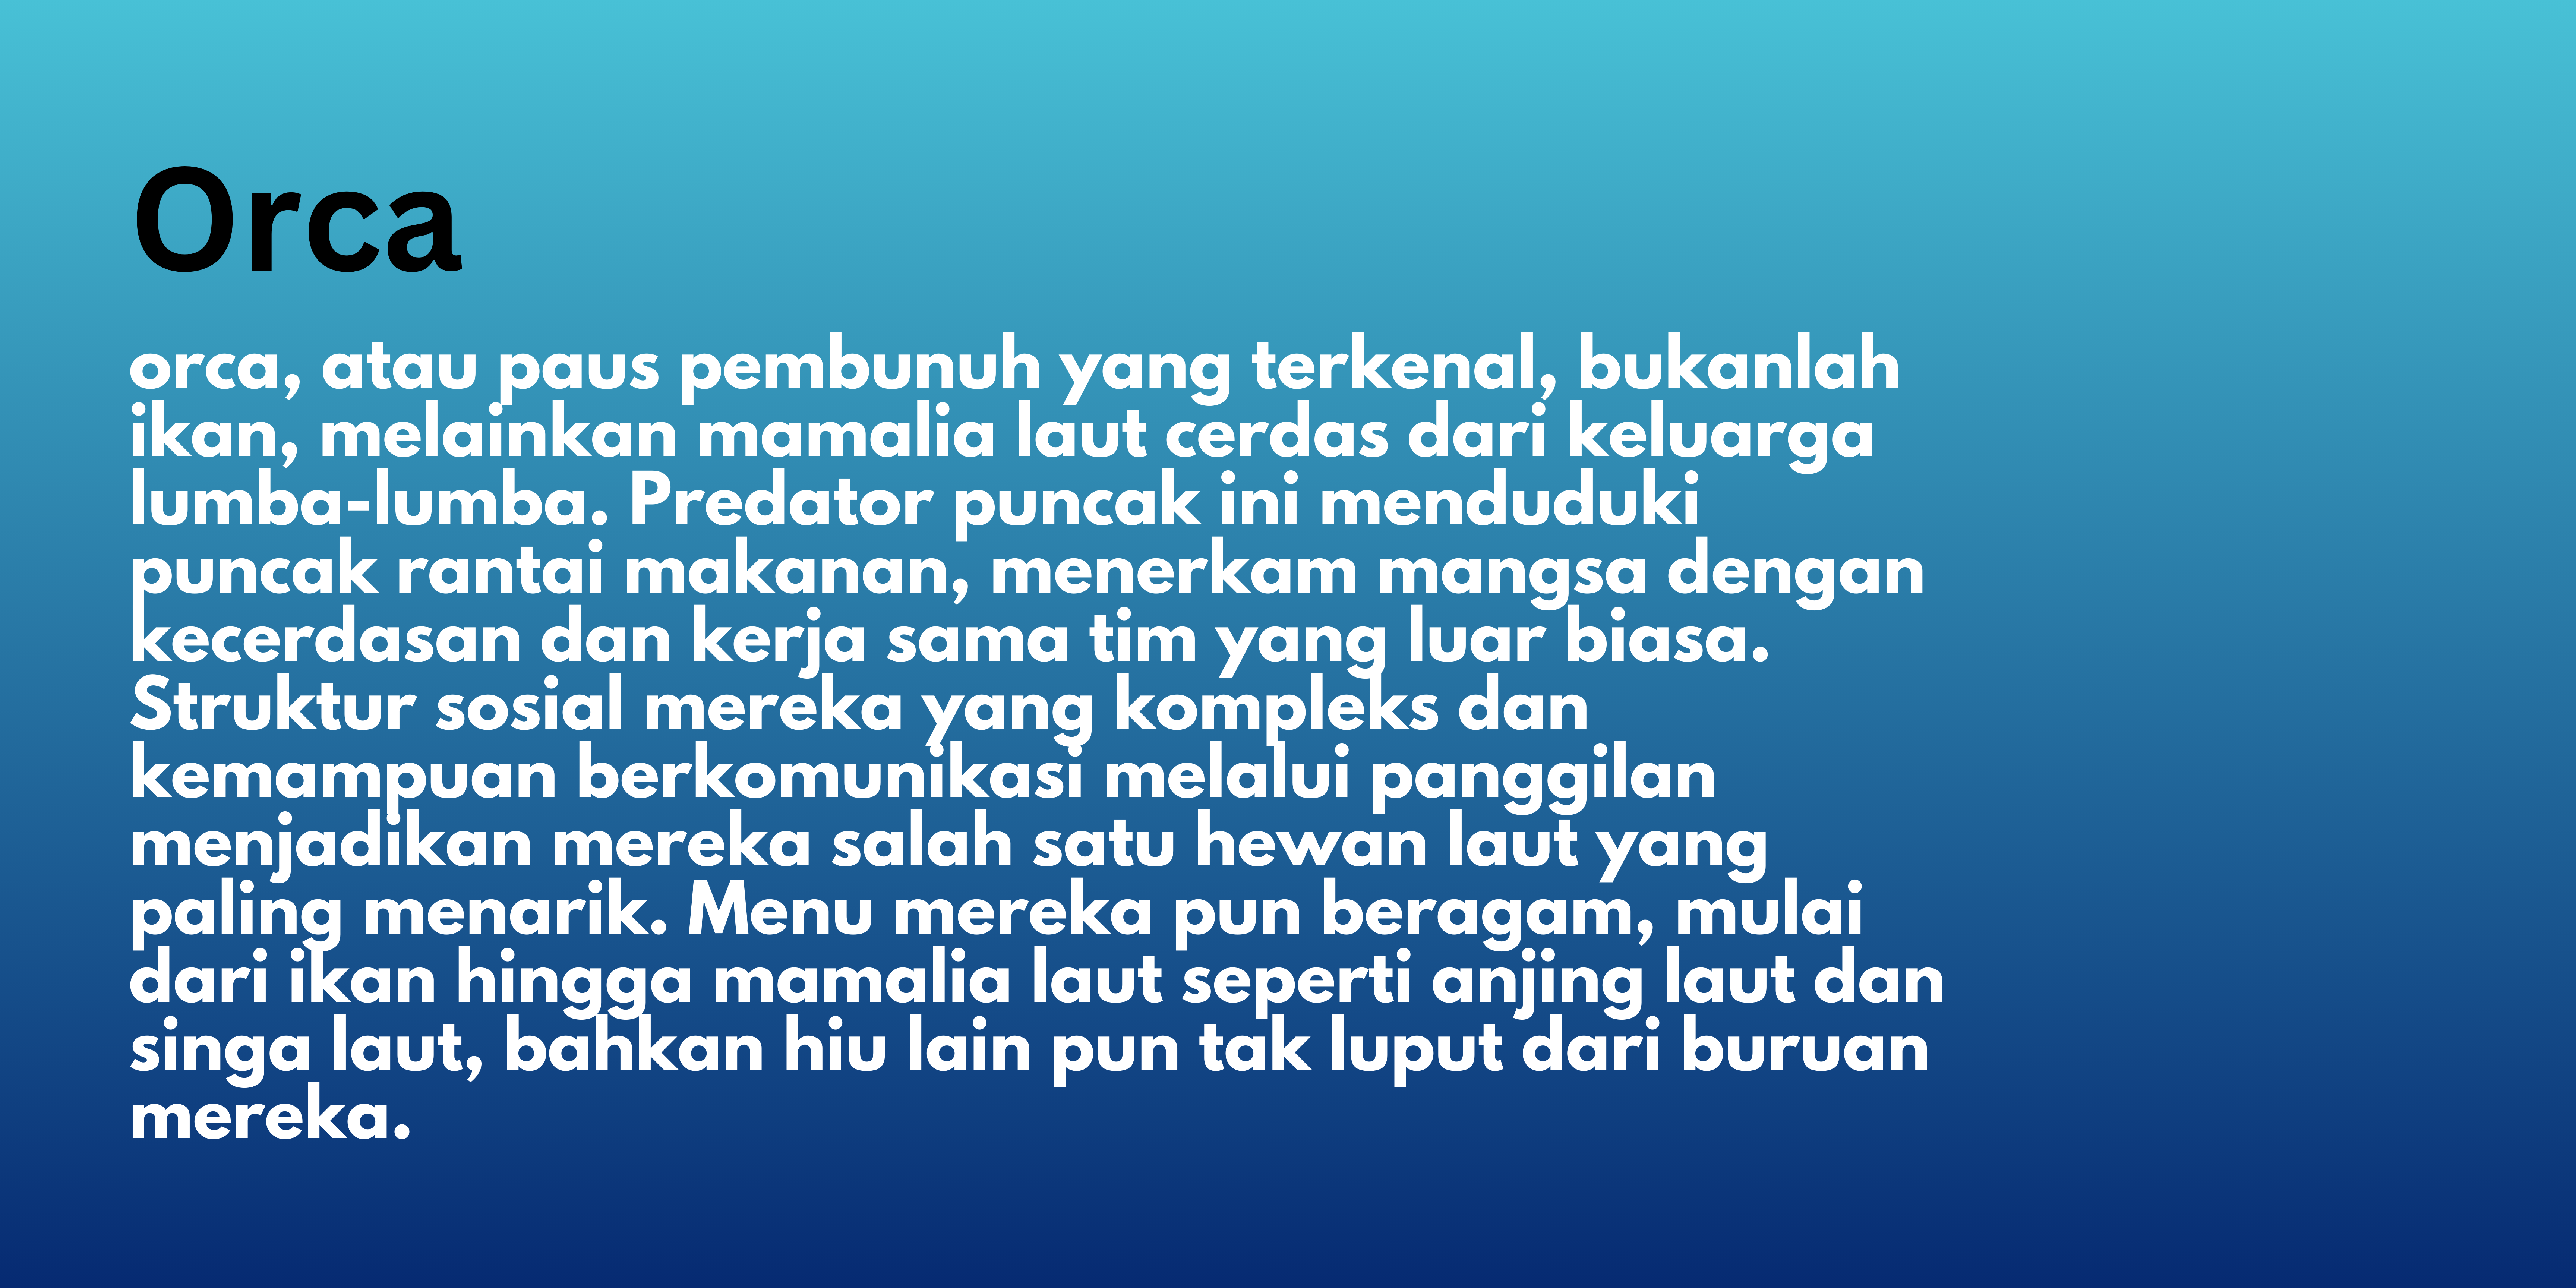 Orca
orca, atau paus pembunuh yang terkenal, bukanlah
ikan, melainkan mamalia laut cerdas dari keluarga
lumba-lumba. Predator puncak ini menduduki
puncak rantai makanan, menerkam mangsa dengan
kecerdasan dan kerja sama tim yang luar biasa.
Struktur sosial mereka yang kompleks dan
kemampuan berkomunikasi melalui panggilan
menjadikan mereka salah satu hewan laut yang
paling menarik. Menu mereka pun beragam, mulai
dari ikan hingga mamalia laut seperti anjing laut dan
singa laut, bahkan hiu lain pun tak luput dari buruan
mereka.